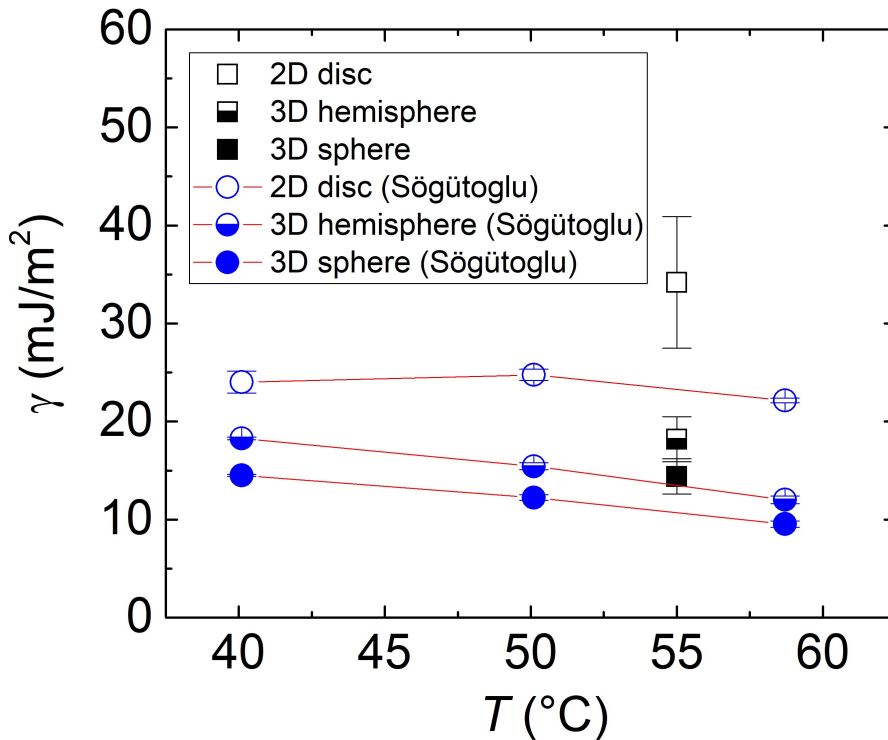 60
50
40
30
20
10
0
γ (mJ/m²)
2D disc
3D hemisphere
3D sphere
2D disc (Sögütoglu)
3D hemisphere (Sögütoglu)
3D sphere (Sögütoglu)
40 45 50 55 60
T (°C)